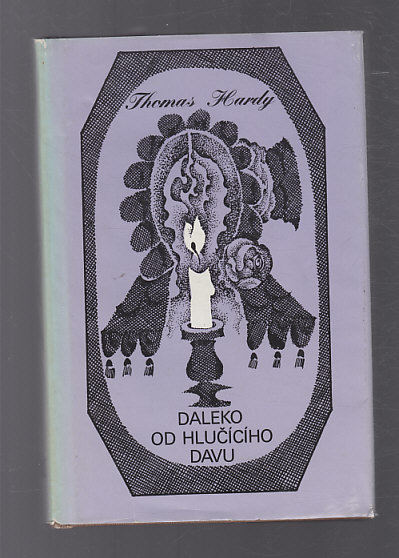 Thomas Hardy
DALEKO
OD HLUČÍCÍHO
DAVU